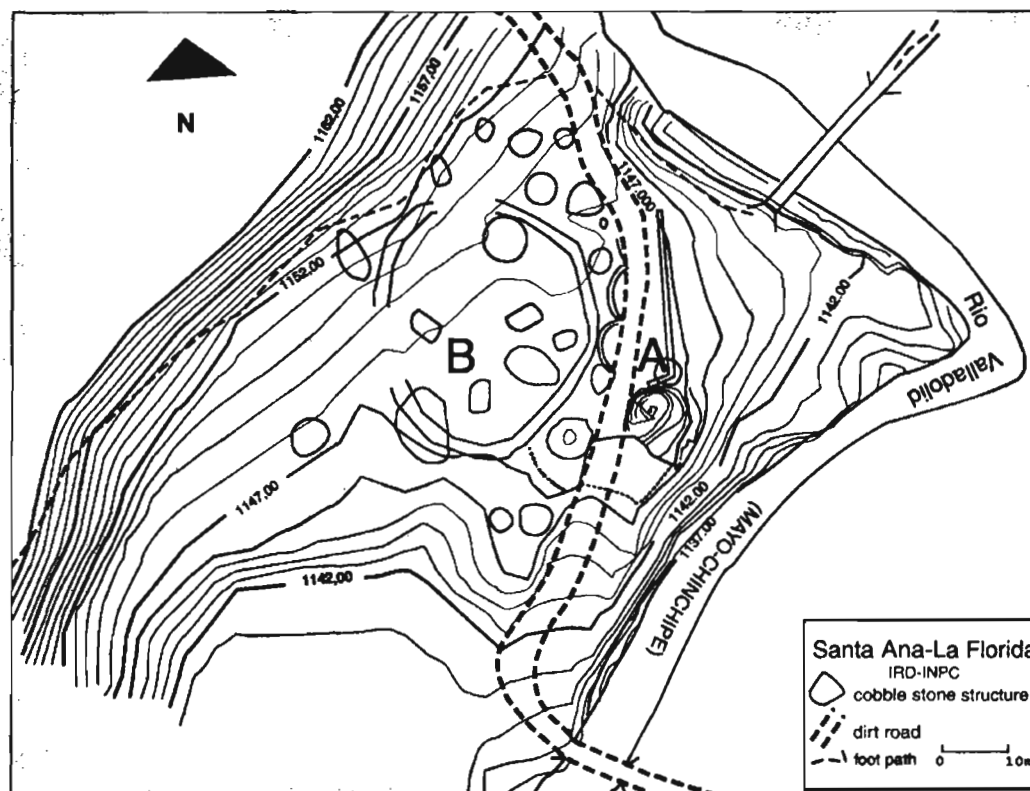 N
1162,00
1157,00
1152,00
1147,000
1142,00
B
A
Rio
Valladolid
1147,00
1142,00
1142,00
1137,00
(MAYO-CHINCHIPE)
Santa Ana-La Florida
IRD-INPC
cobble stone structure
dirt road
foot path
0 10m